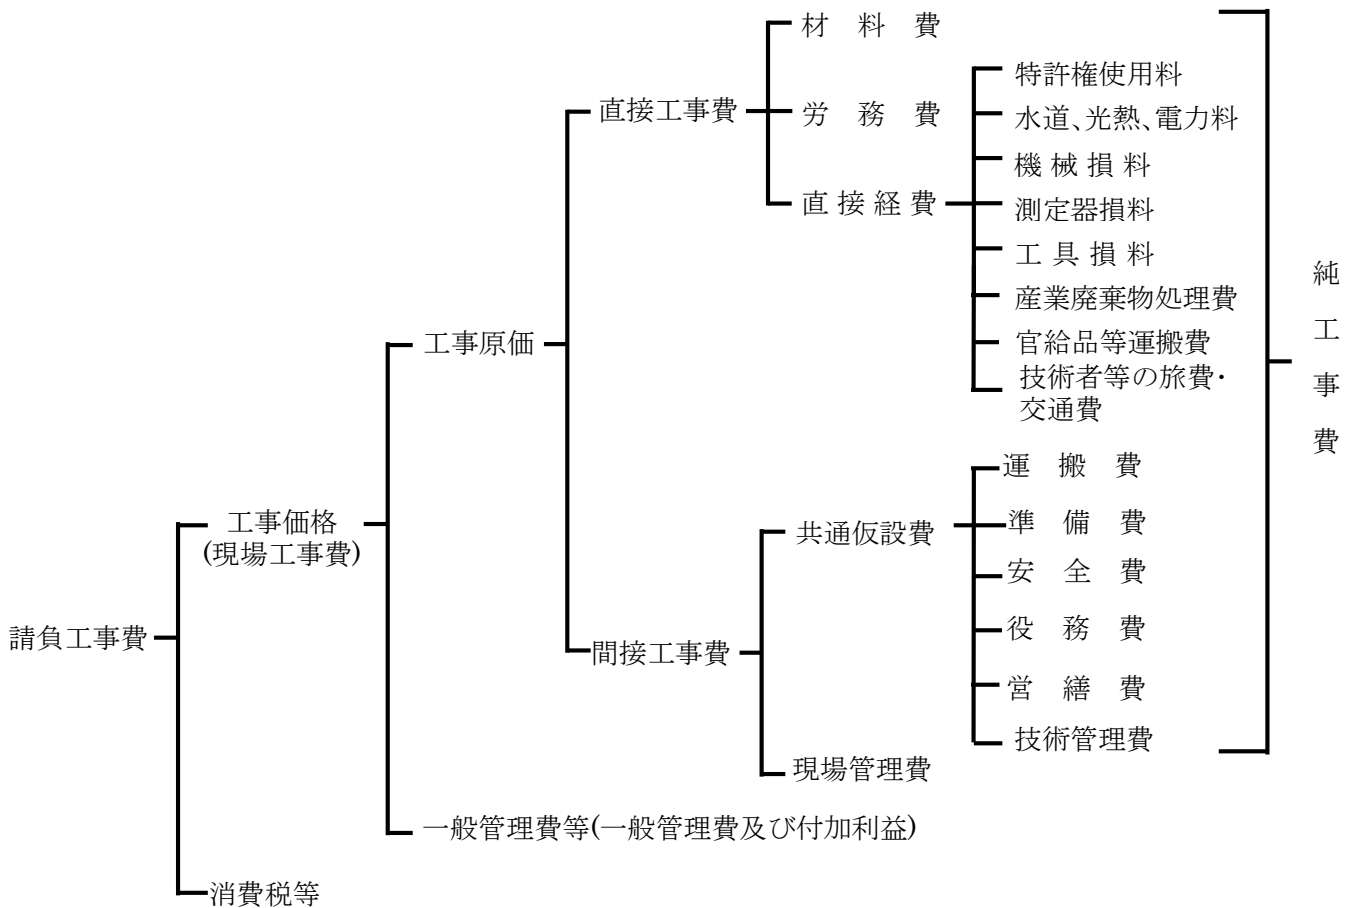 材　料　費
特許権使用料
直接工事費
労　務　費
水道、光熱、電力料
機 械 損 料
直 接 経 費
測定器損料
工 具 損 料
産業廃棄物処理費
官給品等運搬費
技術者等の旅費・
交通費
純
工
事
費
工事原価
運　搬　費
工事価格
(現場工事費)
共通仮設費
準　備　費
安　全　費
役　務　費
請負工事費
間接工事費
営　繕　費
技術管理費
現場管理費
一般管理費等(一般管理費及び付加利益)
消費税等